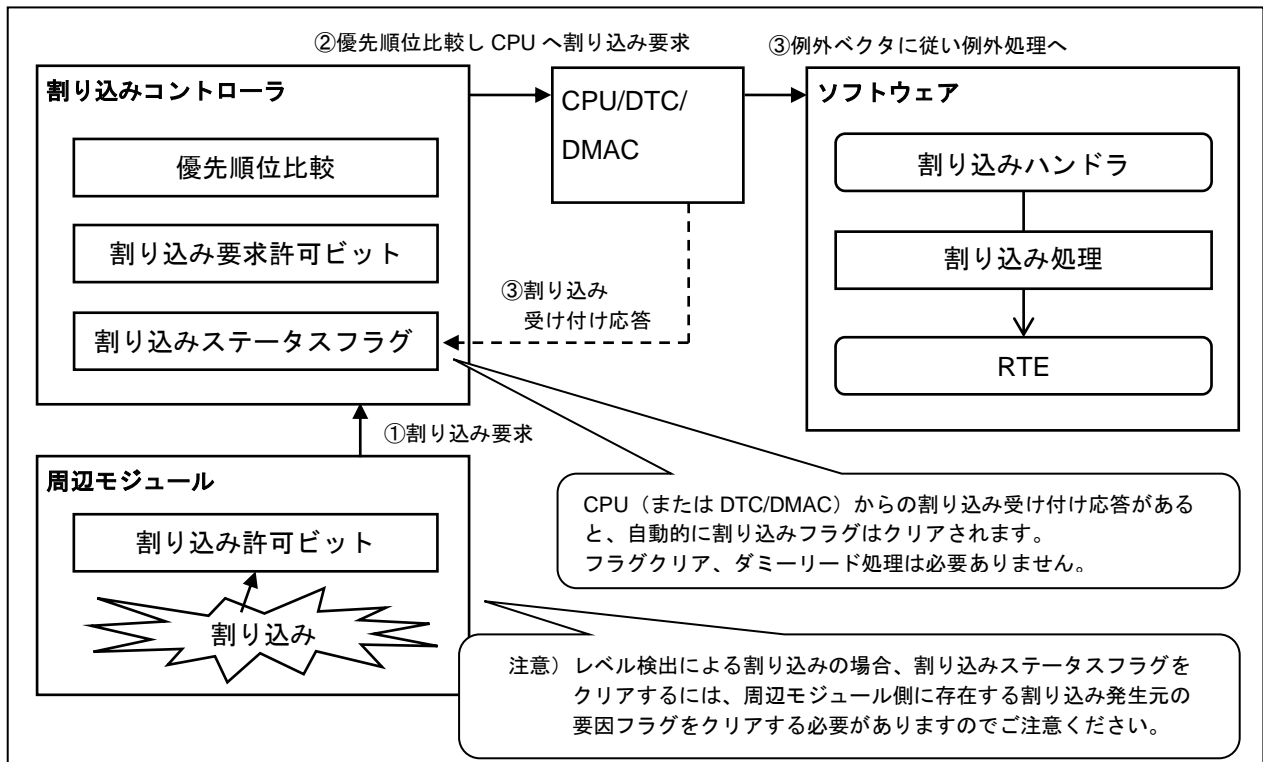 ②優先順位比較し CPU へ割り込み要求
③例外ベクタに従い例外処理へ
割り込みコントローラ
優先順位比較
割り込み要求許可ビット
割り込みステータスフラグ
CPU/DTC/
DMAC
③割り込み
受け付け応答
ソフトウェア
割り込みハンドラ
割り込み処理
RTE
①割り込み要求
周辺モジュール
割り込み許可ビット
割り込み
CPU（または DTC/DMAC）からの割り込み受け付け応答がある
と、自動的に割り込みフラグはクリアされます。
フラグクリア、ダミーリード処理は必要ありません。
注意）レベル検出による割り込みの場合、割り込みステータスフラグを
クリアするには、周辺モジュール側に存在する割り込み発生元の
要因フラグをクリアする必要がありますのでご注意ください。